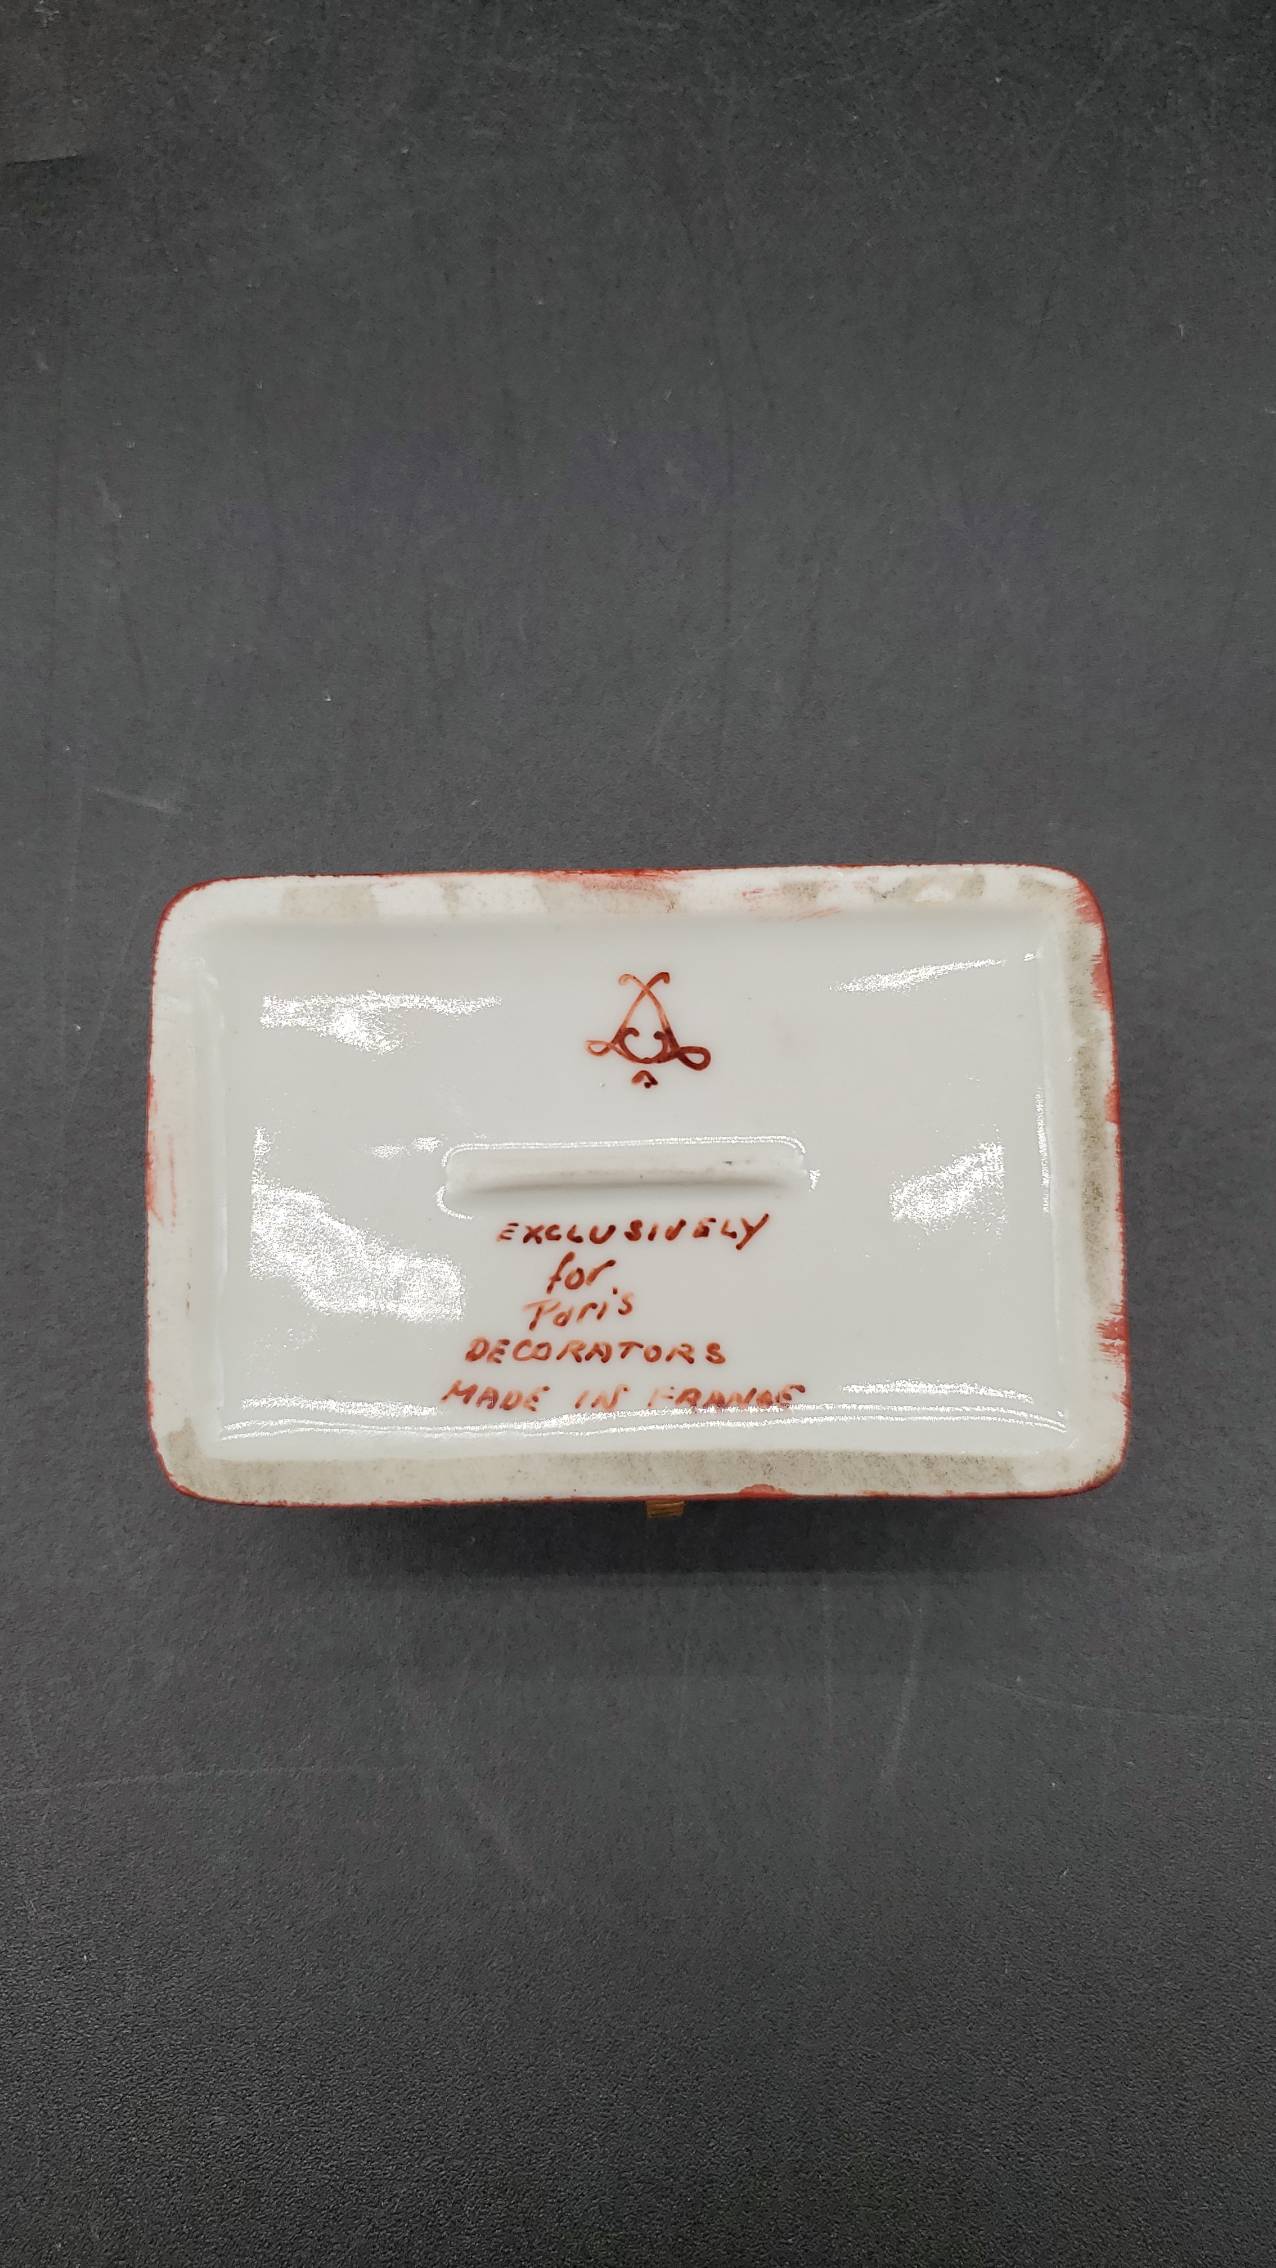 EXCLUSIVELY
for
Paris
DECORATORS
MADE IN FRANCE